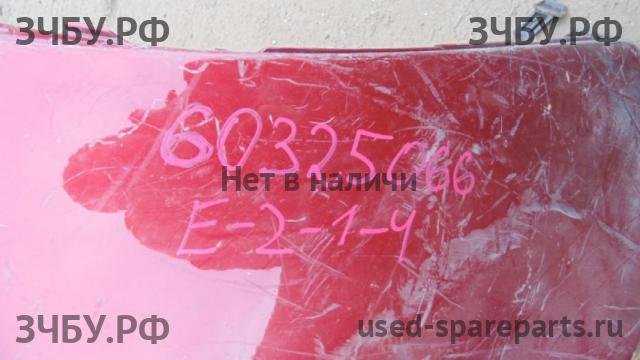 ЗЧБУ.РФ ЗЧБУ.РФ
60325066
Нет в наличи
E-2-1-4
ЗЧБУ.РФ used-spareparts.ru